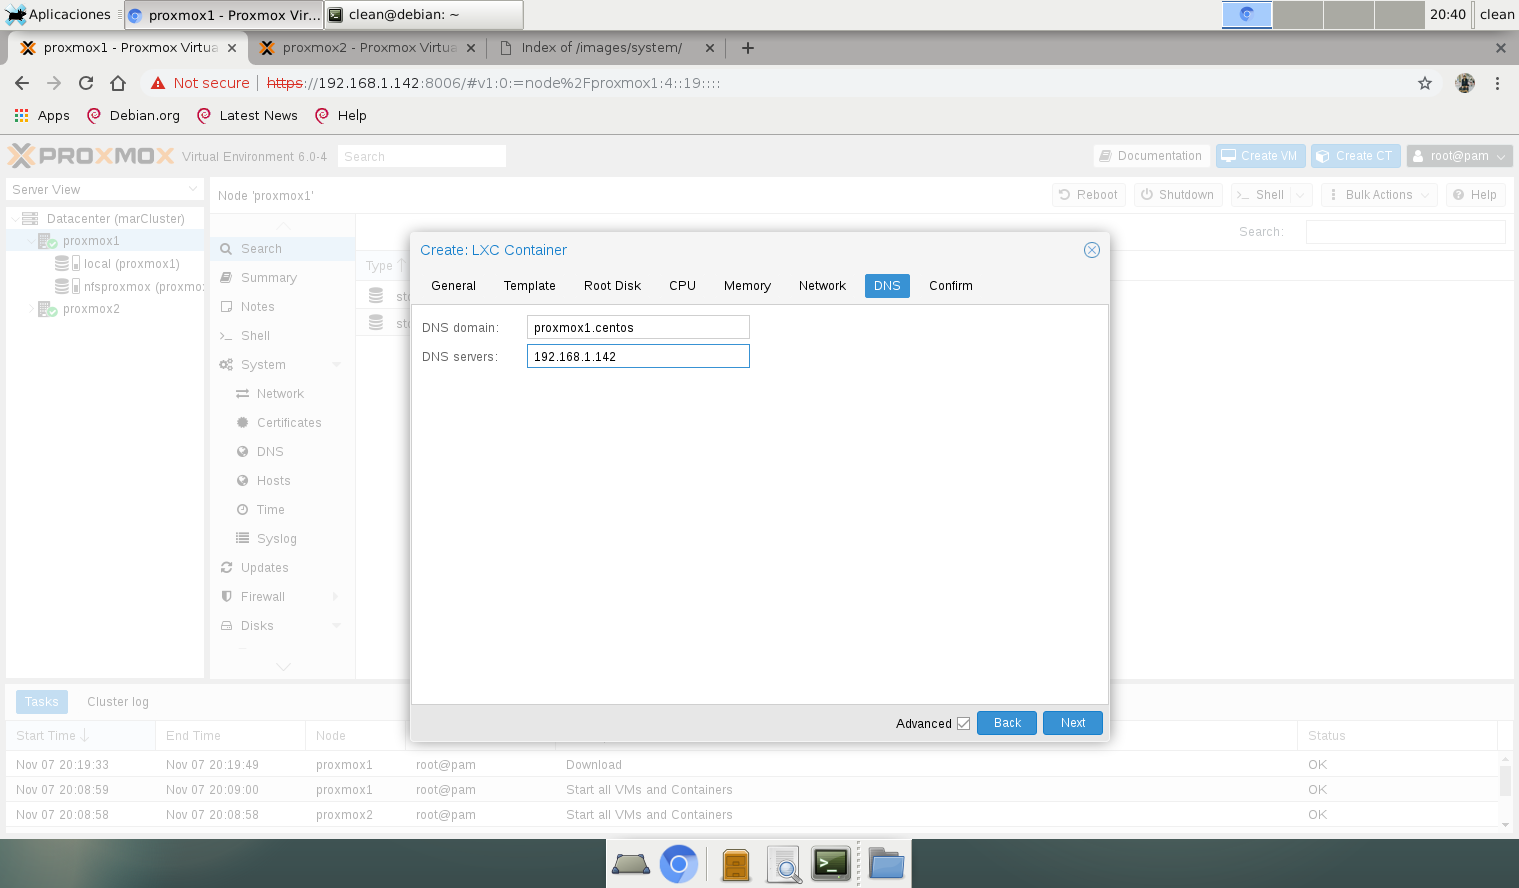 Aplicaciones
proxmox1 - Proxmox Vir...
clean@debian: ~
20:40
clean
proxmox1 - Proxmox Virtua
proxmox2 - Proxmox Virtua
Index of /images/system/
Not secure
https://192.168.1.142:8006/#v1:0:=node%2Fproxmox1:4::19::::
Apps
Debian.org
Latest News
Help
PROXMOX
Virtual Environment 6.0-4
Search
Documentation
Create VM
Create CT
root@pam
Server View
Node 'proxmox1'
Reboot
Shutdown
Shell
Bulk Actions
Help
Datacenter (marCluster)
proxmox1
local (proxmox1)
nfsproxmox (proxmox
proxmox2
Search
Summary
Notes
Shell
System
Network
Certificates
DNS
Hosts
Time
Syslog
Updates
Firewall
Disks
Search:
Type
Create: LXC Container
General
Template
Root Disk
CPU
Memory
Network
DNS
Confirm
DNS domain:
proxmox1.centos
DNS servers:
192.168.1.142
Advanced
Back
Next
Tasks
Cluster log
Start Time
End Time
Node
Status
Nov 07 20:19:33 Nov 07 20:19:49 proxmox1 root@pam Download OK
Nov 07 20:08:59 Nov 07 20:09:00 proxmox1 root@pam Start all VMs and Containers OK
Nov 07 20:08:58 Nov 07 20:08:58 proxmox2 root@pam Start all VMs and Containers OK